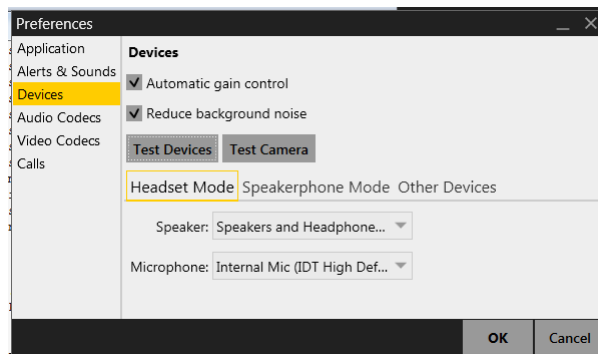 Preferences
Application
Alerts & Sounds
Devices
Audio Codecs
Video Codecs
Calls
Devices
Automatic gain control
Reduce background noise
Test Devices Test Camera
Headset Mode Speakerphone Mode Other Devices
Speaker: Speakers and Headphone...
Microphone: Internal Mic (IDT High Def...
OK Cancel